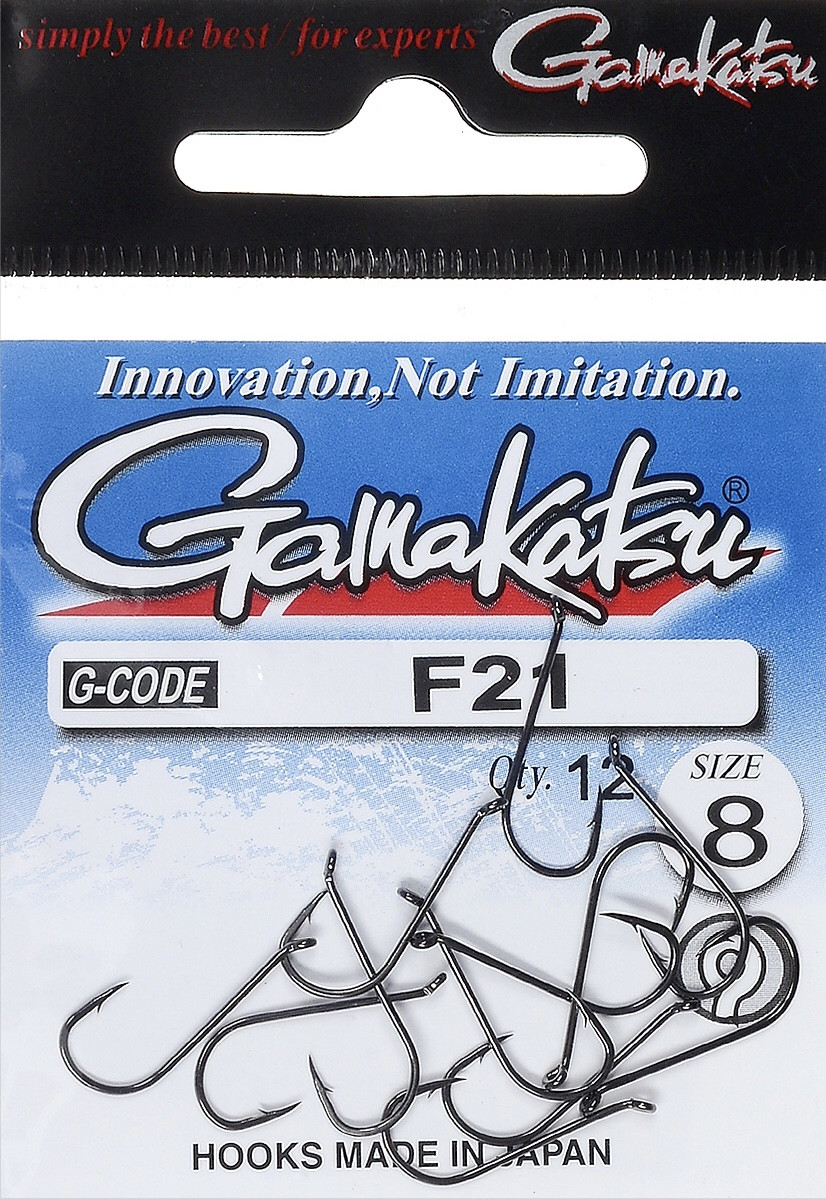 simply the best / for experts Gamakatsu
Innovation, Not Imitation.
Gamakatsu®
G-CODE F21
Qty. 12
SIZE
8
HOOKS MADE IN JAPAN